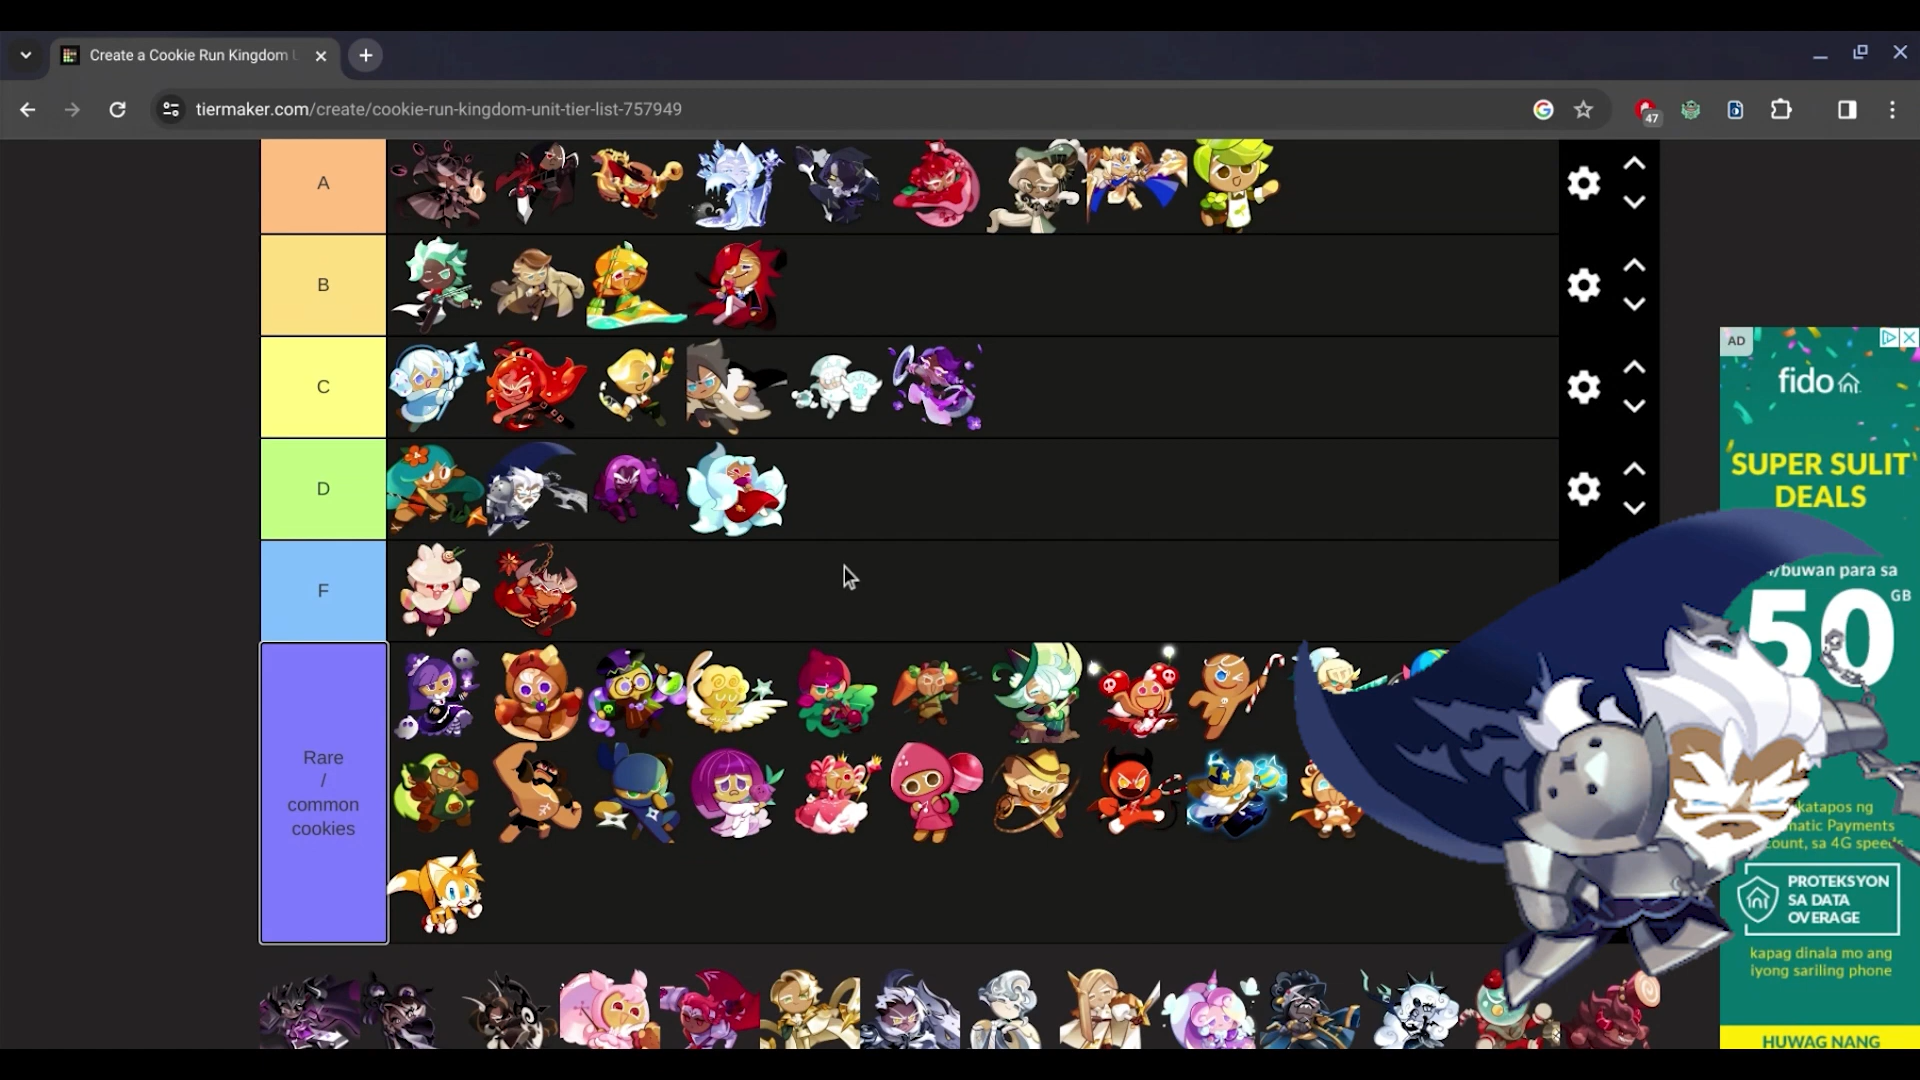 Create a Cookie Run Kingdom
tiermaker.com/create/cookie-run-kingdom-unit-tier-list-757949
47
A
B
C
D
F
Rare
/
common
cookies
AD
fido
SUPER SULIT
DEALS
/buwan para sa
50 GB
katapos ng
matic Payments
count, sa 4G speeds
PROTEKSYON
SA DATA
OVERAGE
kapag dinala mo ang
iyong sariling phone
HUWAG NANG